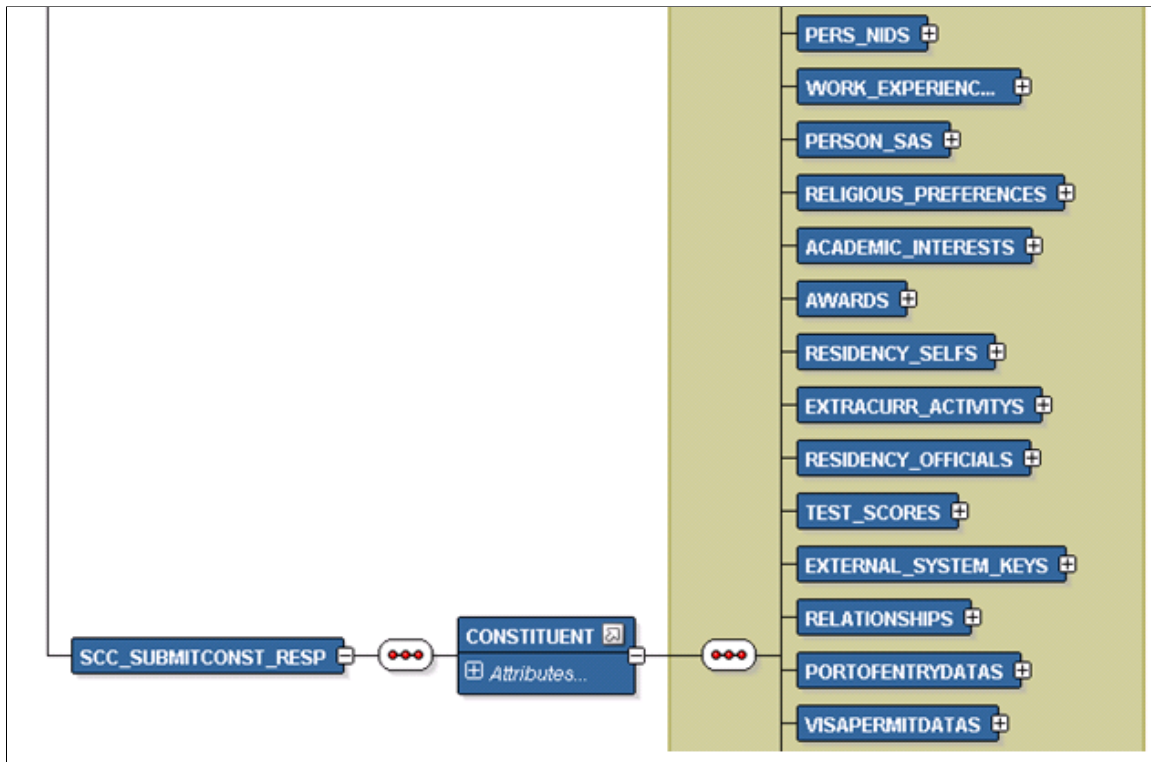 PERS_NIDS
WORK_EXPERIENC...
PERSON_SAS
RELIGIOUS_PREFERENCES
ACADEMIC_INTERESTS
AWARDS
RESIDENCY_SELFS
EXTRACURR_ACTIVITYS
RESIDENCY_OFFICIALS
TEST_SCORES
EXTERNAL_SYSTEM_KEYS
RELATIONSHIPS
CONSTITUENT
SCC_SUBMITCONST_RESP
Attributes...
PORTOFENTRYDATAS
VISAPERMITDATAS